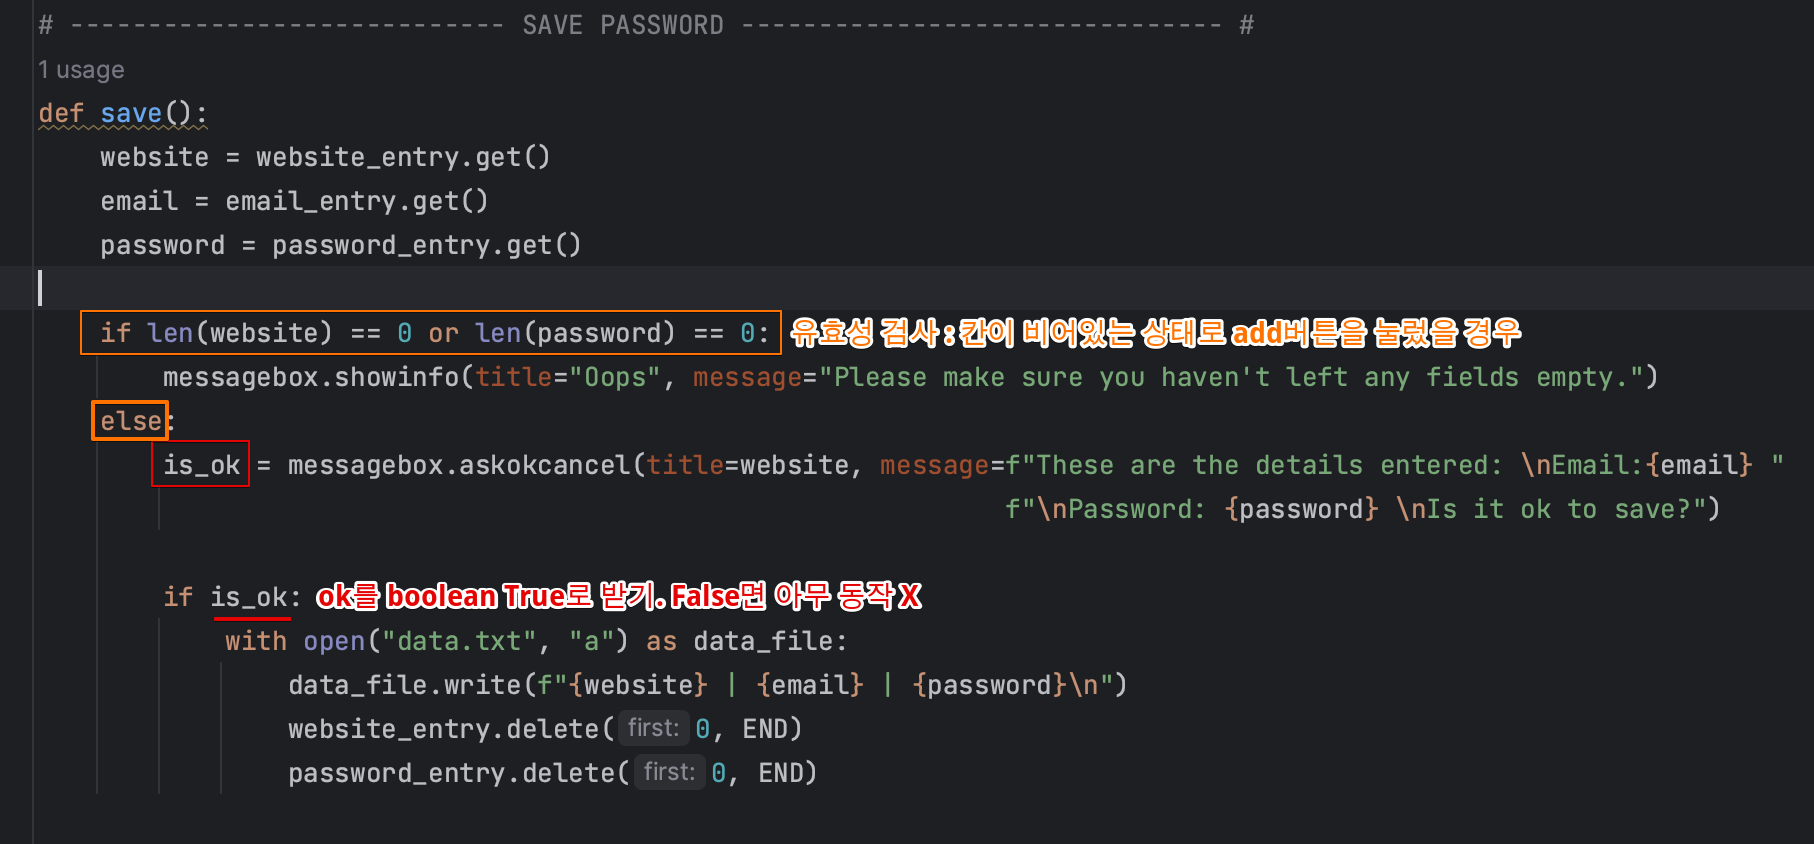 # ---------------------------- SAVE PASSWORD ------------------------------- #
1 usage
def save():
    website = website_entry.get()
    email = email_entry.get()
    password = password_entry.get()

    if len(website) == 0 or len(password) == 0: 유효성 검사 : 칸이 비어있는 상태로 add버튼을 눌렀을 경우
        messagebox.showinfo(title="Oops", message="Please make sure you haven't left any fields empty.")
    else:
        is_ok = messagebox.askokcancel(title=website, message=f"These are the details entered: \nEmail:{email} "
                                                              f"\nPassword: {password} \nIs it ok to save?")

        if is_ok: ok를 boolean True로 받기. False면 아무 동작 X
            with open("data.txt", "a") as data_file:
                data_file.write(f"{website} | {email} | {password}\n")
                website_entry.delete(first: 0, END)
                password_entry.delete(first: 0, END)